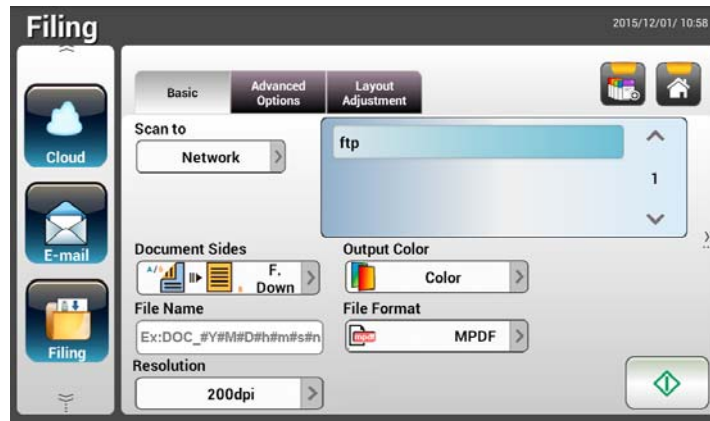 Filing
2015/12/01/ 10:58
Cloud
E-mail
Filing
Basic
Advanced
Options
Layout
Adjustment
Scan to
Network
ftp
1
Document Sides
F.
Down
Output Color
Color
File Name
Ex:DOC_#Y#M#D#h#m#s#n
File Format
mpdf
MPDF
Resolution
200dpi